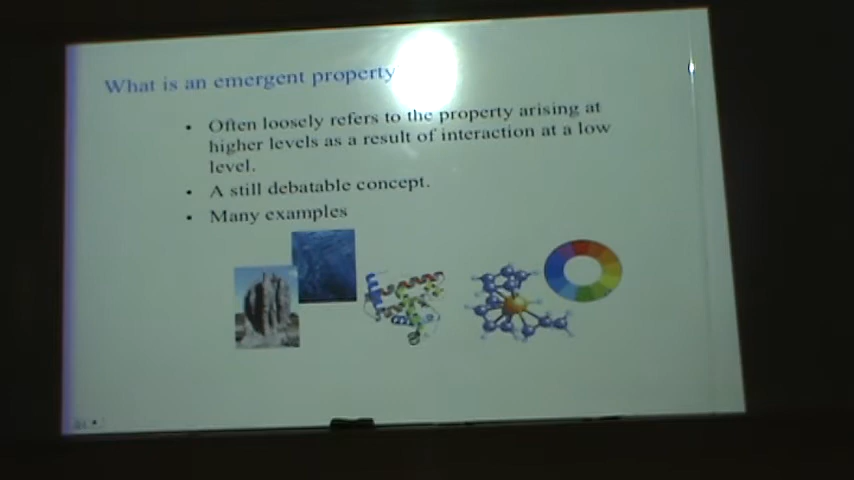 What is an emergent property
• Often loosely refers to the property arising at
higher levels as a result of interaction at a low
level.
• A still debatable concept.
• Many examples